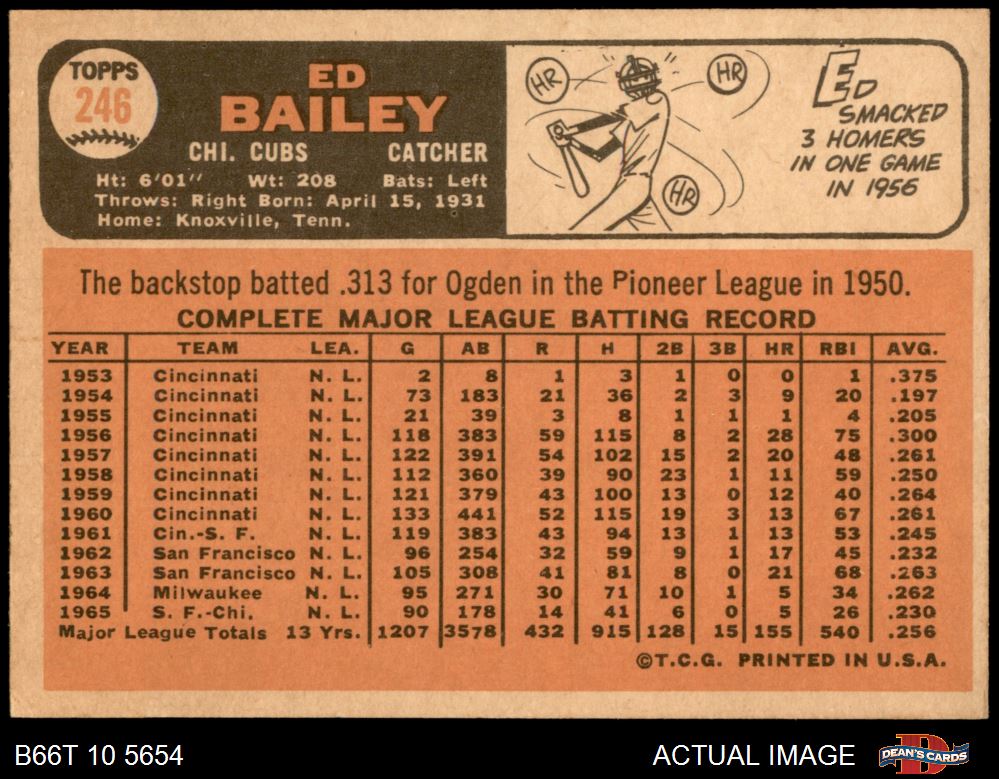 TOPPS
246
ED
BAILEY
CHI. CUBS CATCHER
Ht: 6'01" Wt: 208 Bats: Left
Throws: Right Born: April 15, 1931
Home: Knoxville, Tenn.
HR
HR
HR
ED
SMACKED
3 HOMERS
IN ONE GAME
IN 1956
The backstop batted .313 for Ogden in the Pioneer League in 1950.
COMPLETE MAJOR LEAGUE BATTING RECORD
YEAR TEAM LEA. G AB R H 2B 3B HR RBI AVG.
1953 Cincinnati N. L. 2 8 1 3 1 0 0 1 .375
1954 Cincinnati N. L. 73 183 21 36 2 3 9 20 .197
1955 Cincinnati N. L. 21 39 3 8 1 1 1 4 .205
1956 Cincinnati N. L. 118 383 59 115 8 2 28 75 .300
1957 Cincinnati N. L. 122 391 54 102 15 2 20 48 .261
1958 Cincinnati N. L. 112 360 39 90 23 1 11 59 .250
1959 Cincinnati N. L. 121 379 43 100 13 0 12 40 .264
1960 Cincinnati N. L. 133 441 52 115 19 3 13 67 .261
1961 Cin.-S. F. N. L. 119 383 43 94 13 1 13 53 .245
1962 San Francisco N. L. 96 254 32 59 9 1 17 45 .232
1963 San Francisco N. L. 105 308 41 81 8 0 21 68 .263
1964 Milwaukee N. L. 95 271 30 71 10 1 5 34 .262
1965 S. F.-Chi. N. L. 90 178 14 41 6 0 5 26 .230
Major League Totals 13 Yrs. 1207 3578 432 915 128 15 155 540 .256
©T.C.G. PRINTED IN U.S.A.
B66T 10 5654 ACTUAL IMAGE DEAN'S CARDS